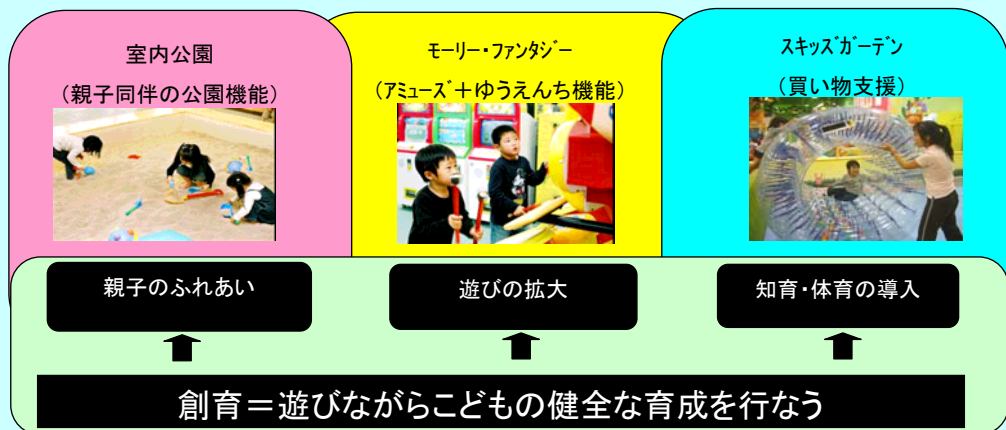 室内公園
(親子同伴の公園機能)
モーリー・ファンタジー
(アミューズ+ゆうえんち機能)
スキッズガーデン
(買い物支援)
親子のふれあい
遊びの拡大
知育・体育の導入
創育=遊びながらこどもの健全な育成を行なう